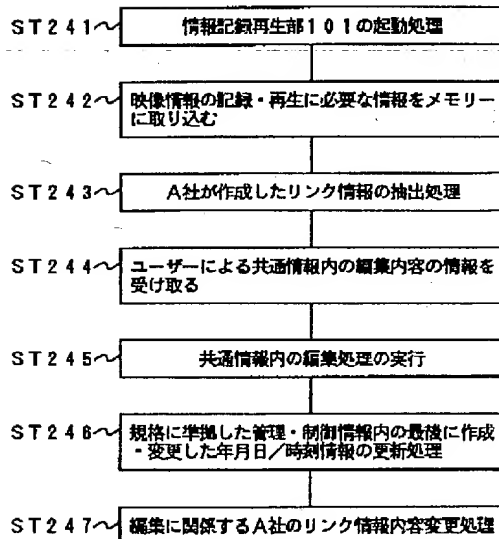 ST241 情報記録再生部101の起動処理
ST242 映像情報の記録・再生に必要な情報をメモリー
に取り込む
ST243 A社が作成したリンク情報の抽出処理
ST244 ユーザーによる共通情報内の編集内容の情報を
受け取る
ST245 共通情報内の編集処理の実行
ST246 規格に準拠した管理・制御情報内の最後に作成
・変更した年月日/時刻情報の更新処理
ST247 編集に関係するA社のリンク情報内容変更処理